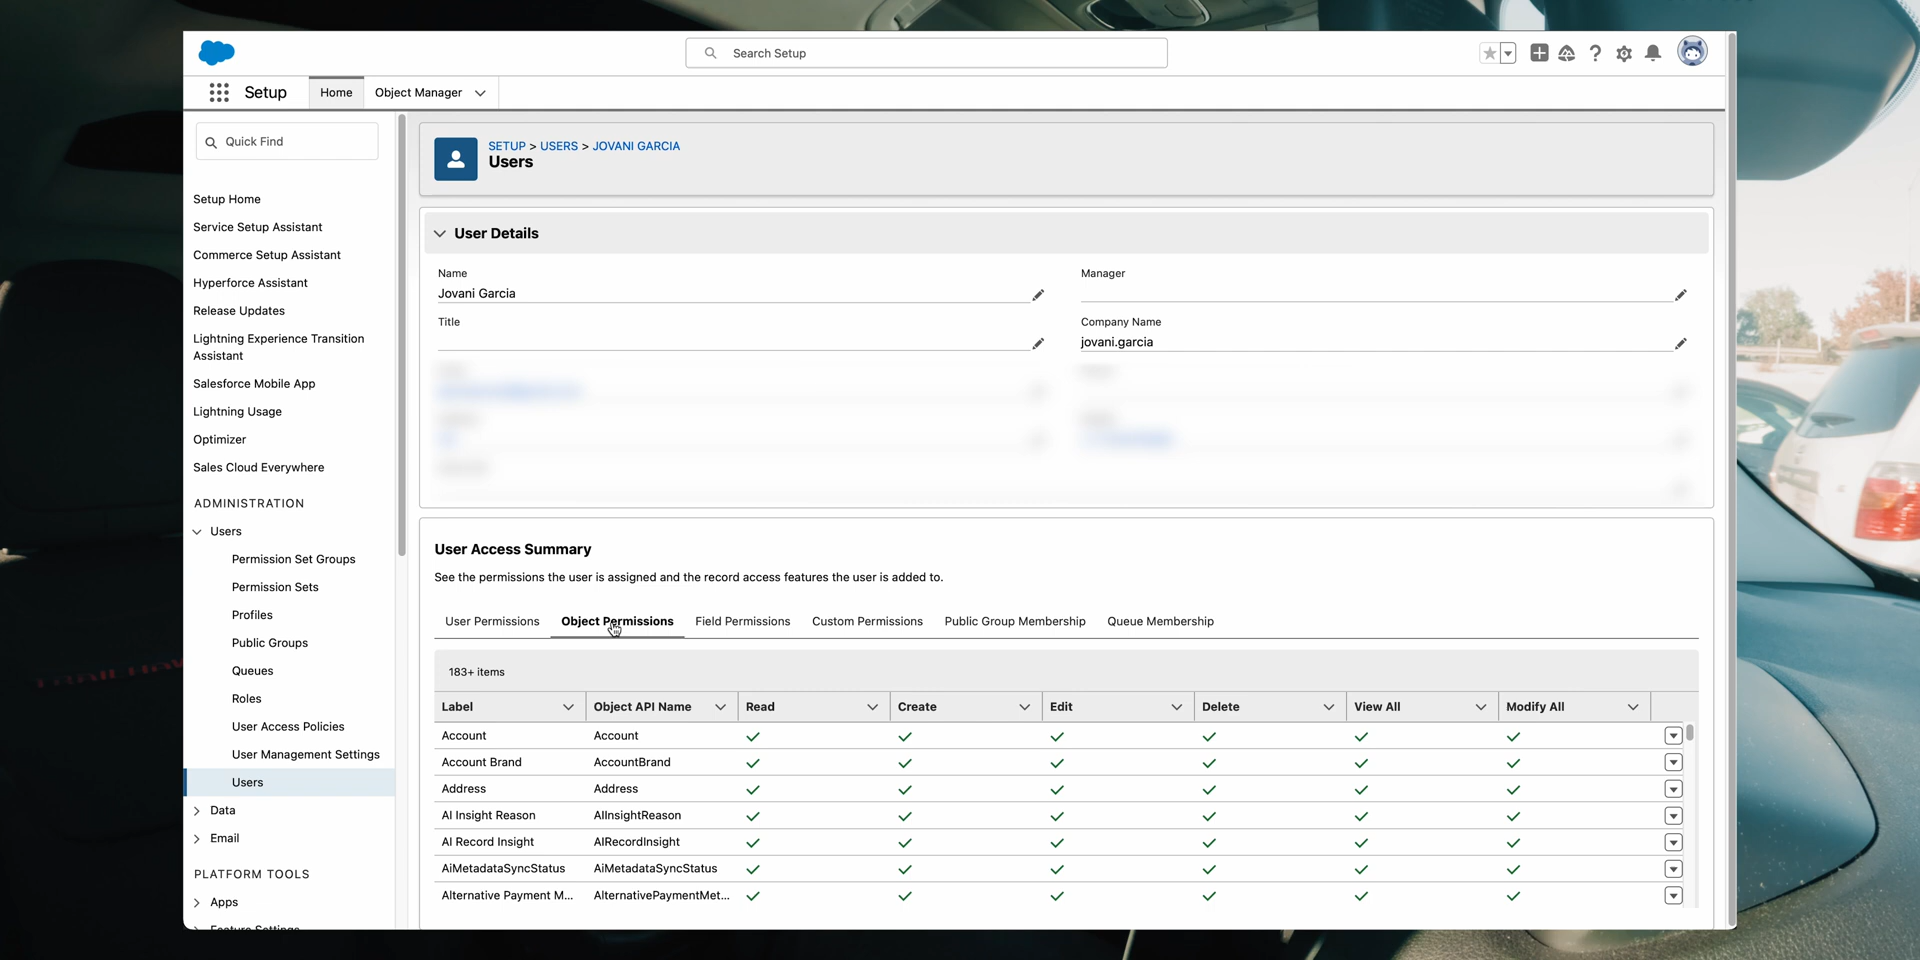 Search Setup
Setup
Home
Object Manager
Quick Find
Setup Home
Service Setup Assistant
Commerce Setup Assistant
Hyperforce Assistant
Release Updates
Lightning Experience Transition
Assistant
Salesforce Mobile App
Lightning Usage
Optimizer
Sales Cloud Everywhere
ADMINISTRATION
Users
Permission Set Groups
Permission Sets
Profiles
Public Groups
Queues
Roles
User Access Policies
User Management Settings
Users
Data
Email
PLATFORM TOOLS
Apps
Feature Settings
SETUP > USERS > JOVANI GARCIA
Users
User Details
Name
Jovani Garcia
Manager
Title
Company Name
jovani.garcia
User Access Summary
See the permissions the user is assigned and the record access features the user is added to.
User Permissions Object Permissions Field Permissions Custom Permissions Public Group Membership Queue Membership
183+ items
Label Object API Name Read Create Edit Delete View All Modify All
Account Account
Account Brand AccountBrand
Address Address
AI Insight Reason AIInsightReason
AI Record Insight AIRecordInsight
AiMetadataSyncStatus AiMetadataSyncStatus
Alternative Payment M... AlternativePaymentMet...